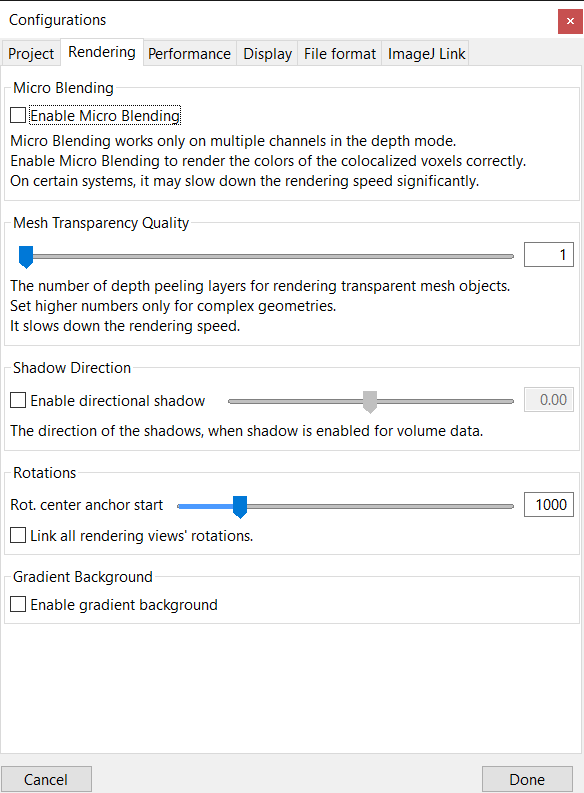 Configurations
Project Rendering Performance Display File format ImageJ Link
Micro Blending
Enable Micro Blending
Micro Blending works only on multiple channels in the depth mode.
Enable Micro Blending to render the colors of the colocalized voxels correctly.
On certain systems, it may slow down the rendering speed significantly.
Mesh Transparency Quality
1
The number of depth peeling layers for rendering transparent mesh objects.
Set higher numbers only for complex geometries.
It slows down the rendering speed.
Shadow Direction
Enable directional shadow 0.00
The direction of the shadows, when shadow is enabled for volume data.
Rotations
Rot. center anchor start 1000
Link all rendering views' rotations.
Gradient Background
Enable gradient background
Cancel Done